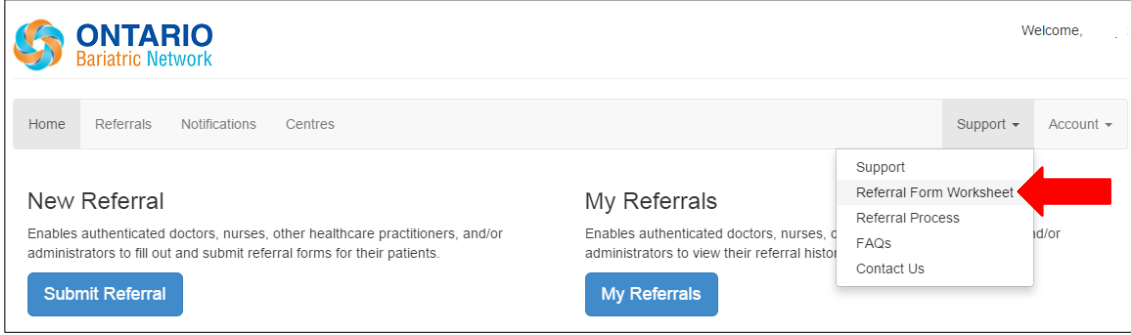 ONTARIO
Bariatric Network
Welcome,
Home Referrals Notifications Centres Support Account
Support
Referral Form Worksheet
Referral Process
FAQs
Contact Us
New Referral
Enables authenticated doctors, nurses, other healthcare practitioners, and/or
administrators to fill out and submit referral forms for their patients.
Submit Referral
My Referrals
Enables authenticated doctors, nurses, nd/or
administrators to view their referral histor
My Referrals